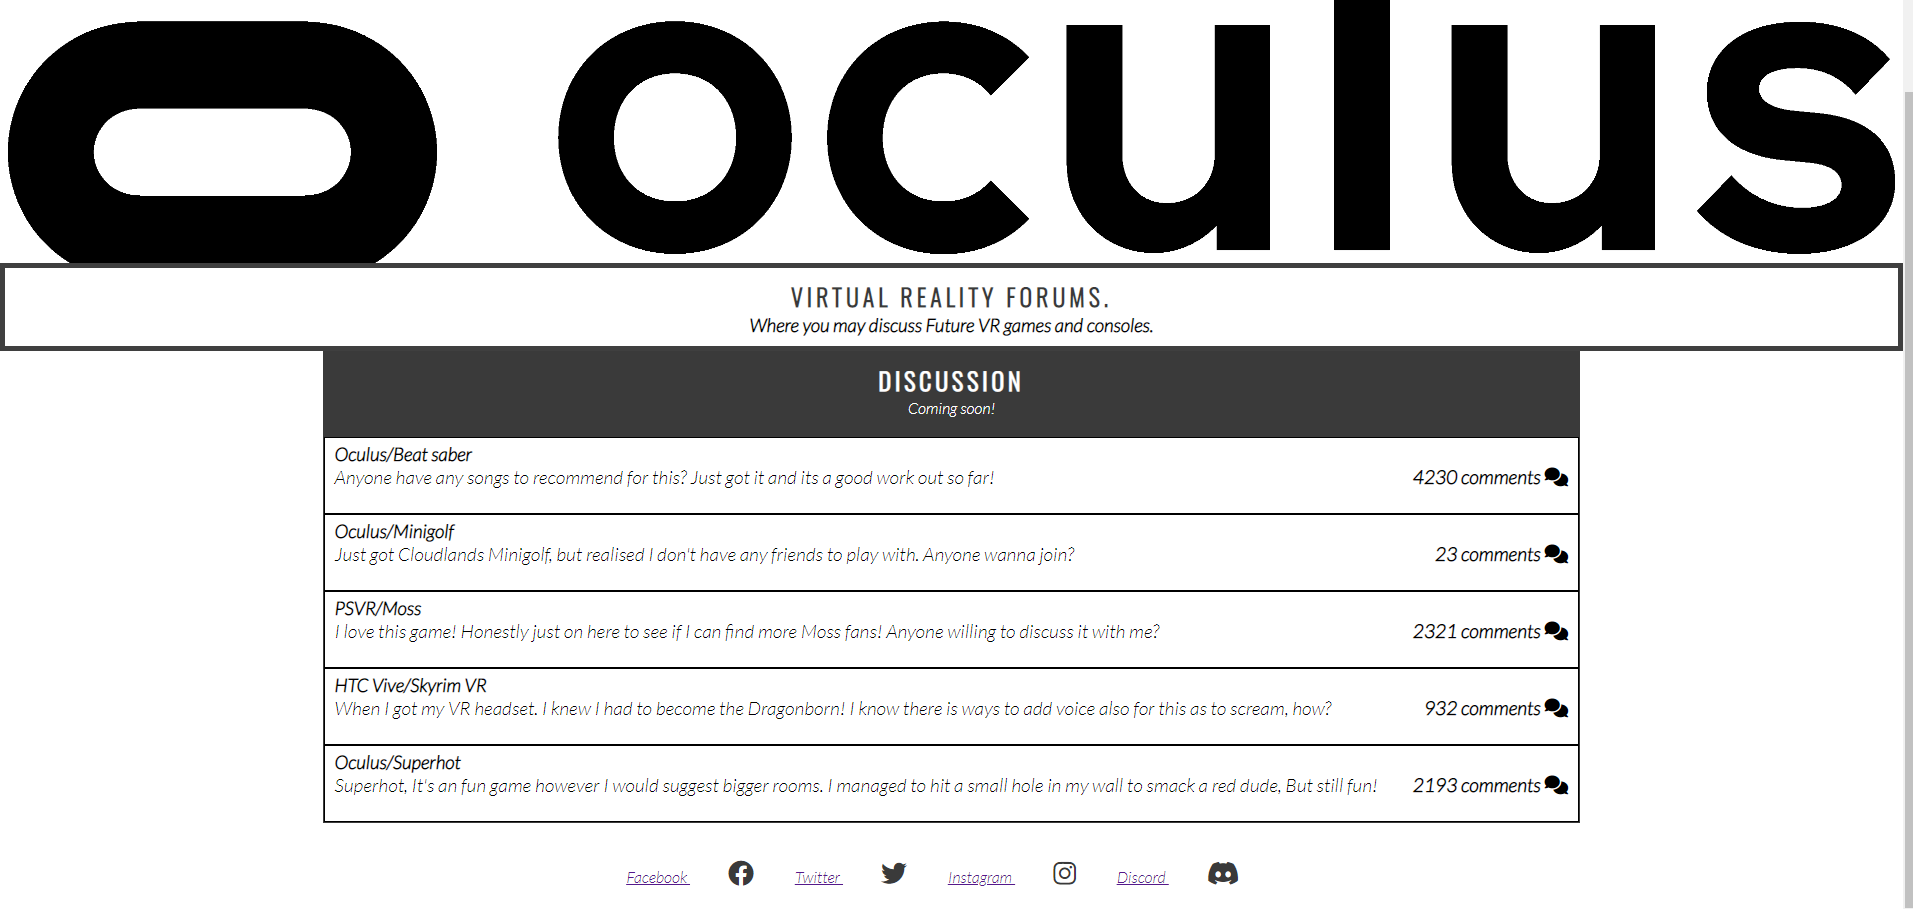 oculus
VIRTUAL REALITY FORUMS.
Where you may discuss Future VR games and consoles.
DISCUSSION
Coming soon!
Oculus/Beat saber
Anyone have any songs to recommend for this? Just got it and its a good work out so far!
4230 comments
Oculus/Minigolf
Just got Cloudlands Minigolf, but realised I don't have any friends to play with. Anyone wanna join?
23 comments
PSVR/Moss
I love this game! Honestly just on here to see if I can find more Moss fans! Anyone willing to discuss it with me?
2321 comments
HTC Vive/Skyrim VR
When I got my VR headset. I knew I had to become the Dragonborn! I know there is ways to add voice also for this as to scream, how?
932 comments
Oculus/Superhot
Superhot, It's an fun game however I would suggest bigger rooms. I managed to hit a small hole in my wall to smack a red dude, But still fun!
2193 comments
Facebook Twitter Instagram Discord